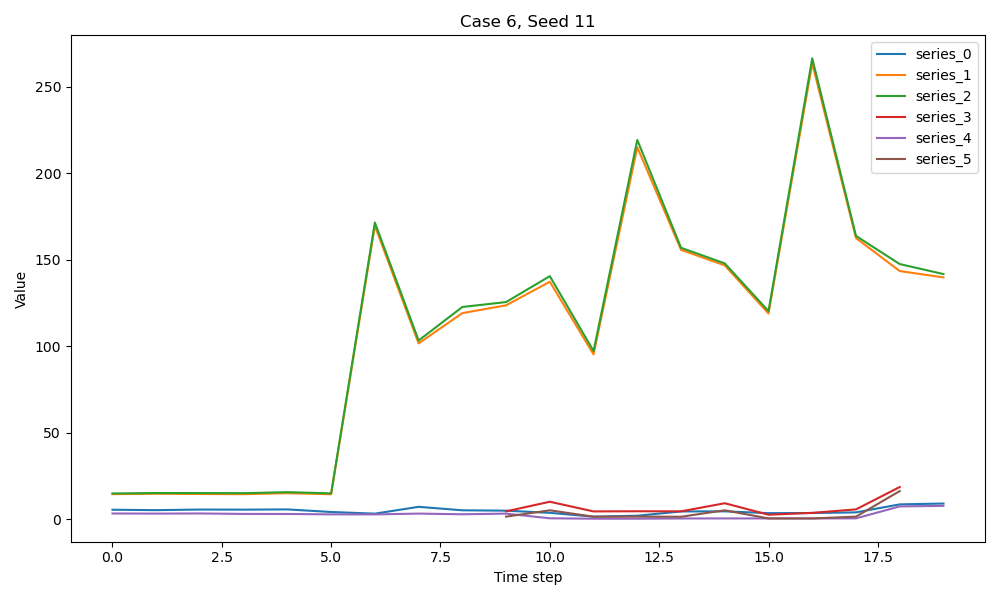 Case 6, Seed 11
Value
250
200
150
100
50
0
0.0 2.5 5.0 7.5 10.0 12.5 15.0 17.5
Time step
series_0
series_1
series_2
series_3
series_4
series_5